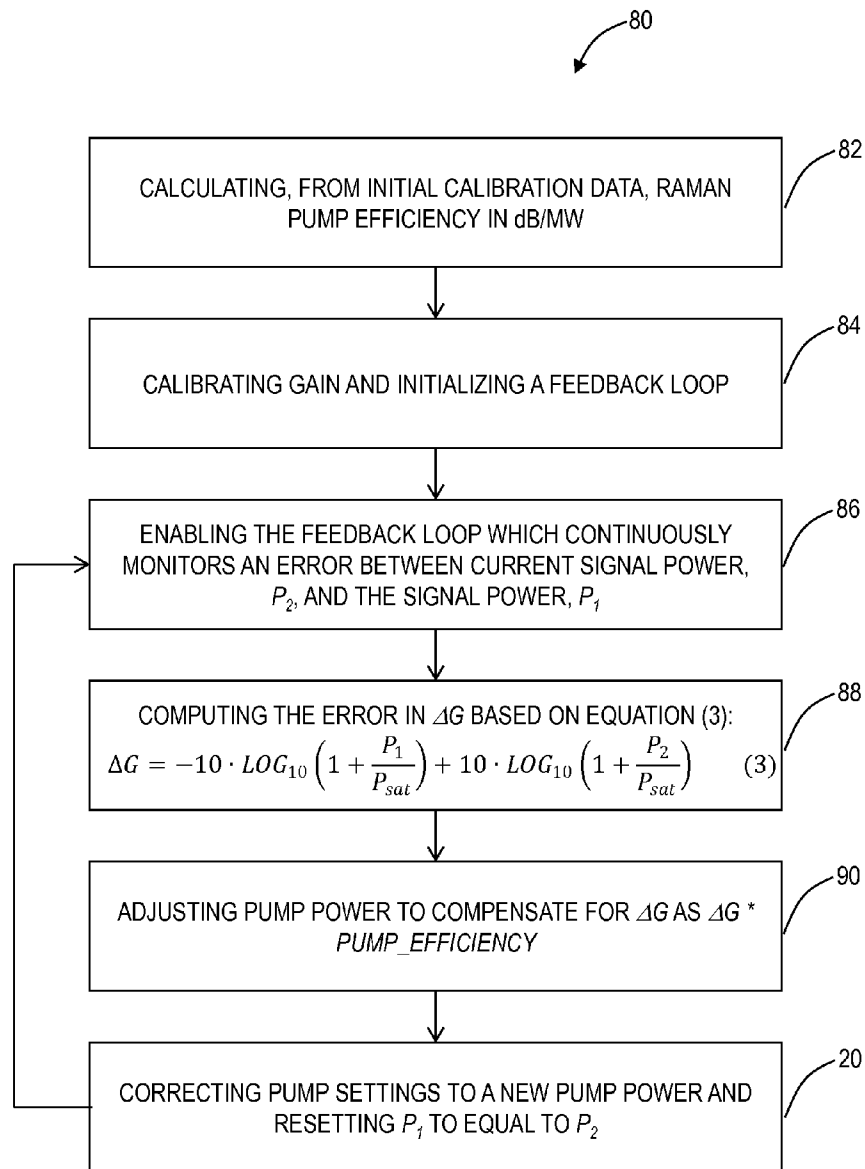 80
82
CALCULATING, FROM INITIAL CALIBRATION DATA, RAMAN
PUMP EFFICIENCY IN dB/MW
84
CALIBRATING GAIN AND INITIALIZING A FEEDBACK LOOP
86
ENABLING THE FEEDBACK LOOP WHICH CONTINUOUSLY
MONITORS AN ERROR BETWEEN CURRENT SIGNAL POWER,
P₂, AND THE SIGNAL POWER, P₁
88
COMPUTING THE ERROR IN ΔG BASED ON EQUATION (3):
ΔG = −10 · LOG₁₀ (1 + P₁/Pₛₐₜ) + 10 · LOG₁₀ (1 + P₂/Pₛₐₜ) (3)
90
ADJUSTING PUMP POWER TO COMPENSATE FOR ΔG AS ΔG *
PUMP_EFFICIENCY
20
CORRECTING PUMP SETTINGS TO A NEW PUMP POWER AND
RESETTING P₁ TO EQUAL TO P₂